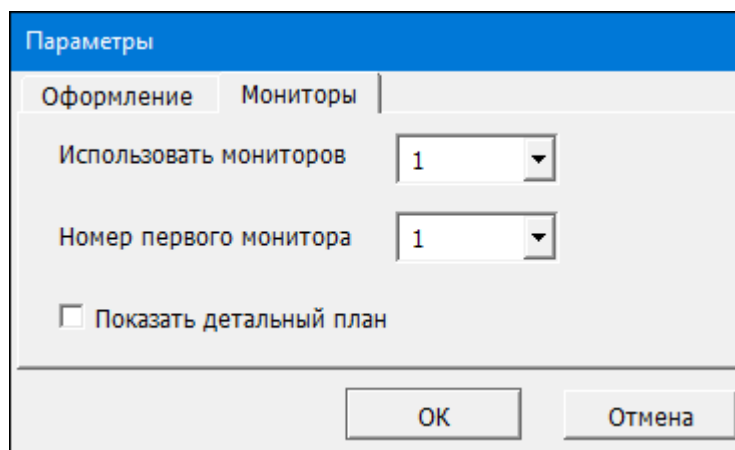 Параметры
Оформление Мониторы
Использовать мониторов 1
Номер первого монитора 1
Показать детальный план
ОК Отмена